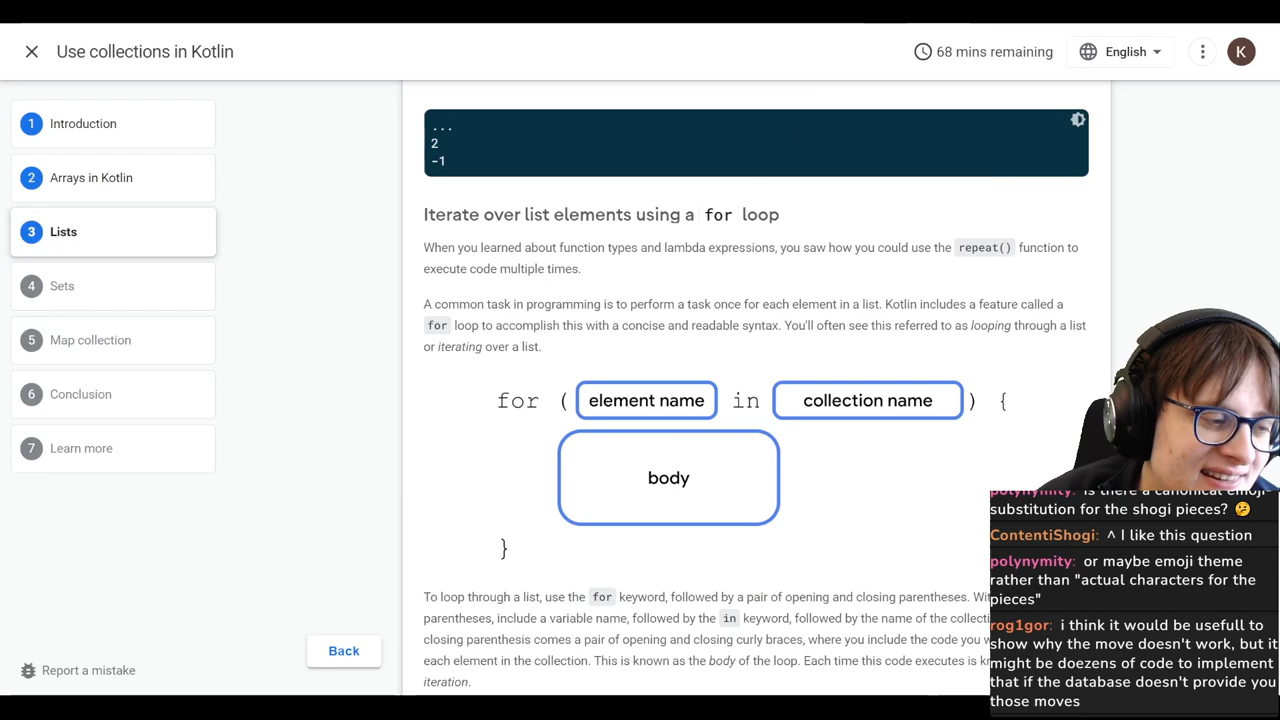 Use collections in Kotlin
68 mins remaining
English
K
1 Introduction
2 Arrays in Kotlin
3 Lists
4 Sets
5 Map collection
6 Conclusion
7 Learn more
Back
Report a mistake
...
2
-1
Iterate over list elements using a for loop
When you learned about function types and lambda expressions, you saw how you could use the repeat() function to
execute code multiple times.
A common task in programming is to perform a task once for each element in a list. Kotlin includes a feature called a
for loop to accomplish this with a concise and readable syntax. You'll often see this referred to as looping through a list
or iterating over a list.
for ( element name in collection name ) {
body
}
To loop through a list, use the for keyword, followed by a pair of opening and closing parentheses.
parentheses, include a variable name, followed by the in keyword, followed by the name of the
closing parenthesis comes a pair of opening and closing curly braces, where you include the code you
each element in the collection. This is known as the body of the loop. Each time this code executes is
iteration.
polynymity: is there a canonical emoji
substitution for the shogi pieces? 🤔
ContentiShogi: ^ I like this question
polynymity: or maybe emoji theme
rather than "actual characters for the
pieces"
rog1gor: i think it would be usefull to
show why the move doesn't work, but it
might be doezens of code to implement
that if the database doesn't provide you
those moves